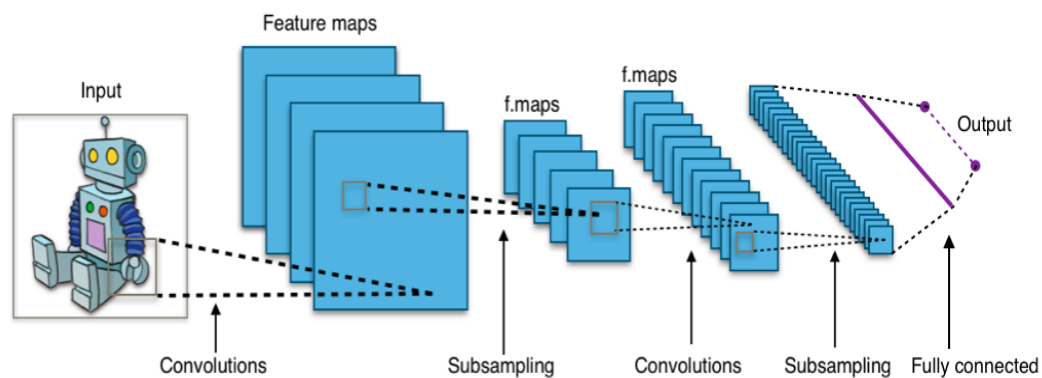 Feature maps
Input
f.maps
f.maps
Output
Convolutions
Subsampling
Convolutions
Subsampling
Fully connected